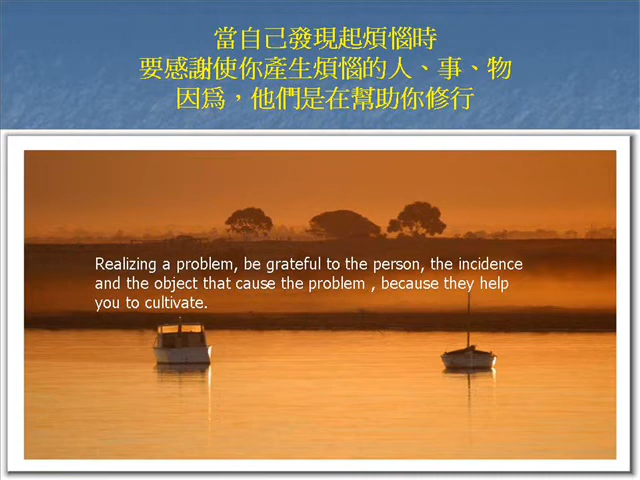 當自己發現起煩惱時
要感謝使你產生煩惱的人、事、物
因爲，他們是在幫助你修行
Realizing a problem, be grateful to the person, the incidence
and the object that cause the problem , because they help
you to cultivate.